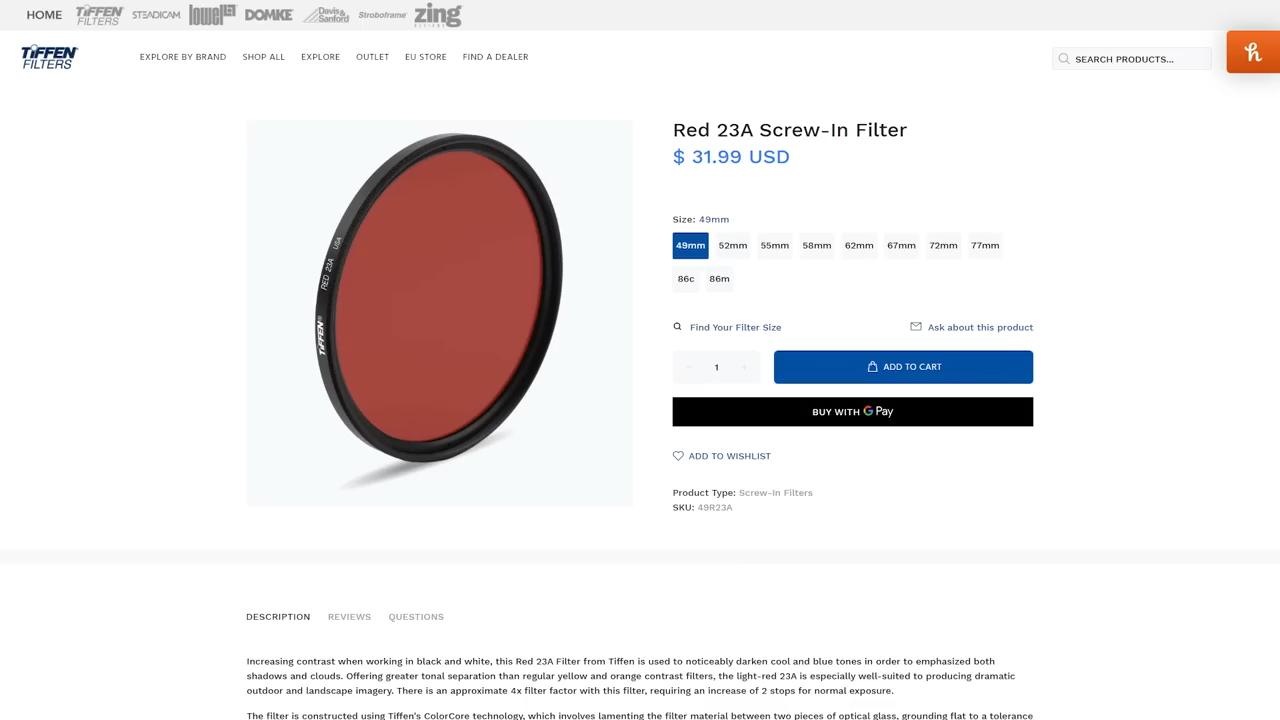 HOME TIFFEN FILTERS STEADICAM lowel DOMKE Davis& Sanford Stroboframe zing
TIFFEN FILTERS
EXPLORE BY BRAND SHOP ALL EXPLORE OUTLET EU STORE FIND A DEALER
SEARCH PRODUCTS...
h
Red 23A Screw-In Filter
$ 31.99 USD
TIFFEN® RED 23A USA
Size: 49mm
49mm 52mm 55mm 58mm 62mm 67mm 72mm 77mm
86c 86m
Find Your Filter Size Ask about this product
− 1 + ADD TO CART
BUY WITH G Pay
ADD TO WISHLIST
Product Type: Screw-In Filters
SKU: 49R23A
DESCRIPTION REVIEWS QUESTIONS
Increasing contrast when working in black and white, this Red 23A Filter from Tiffen is used to noticeably darken cool and blue tones in order to emphasized both
shadows and clouds. Offering greater tonal separation than regular yellow and orange contrast filters, the light-red 23A is especially well-suited to producing dramatic
outdoor and landscape imagery. There is an approximate 4x filter factor with this filter, requiring an increase of 2 stops for normal exposure.
The filter is constructed using Tiffen's ColorCore technology, which involves lamenting the filter material between two pieces of optical glass, grounding flat to a tolerance